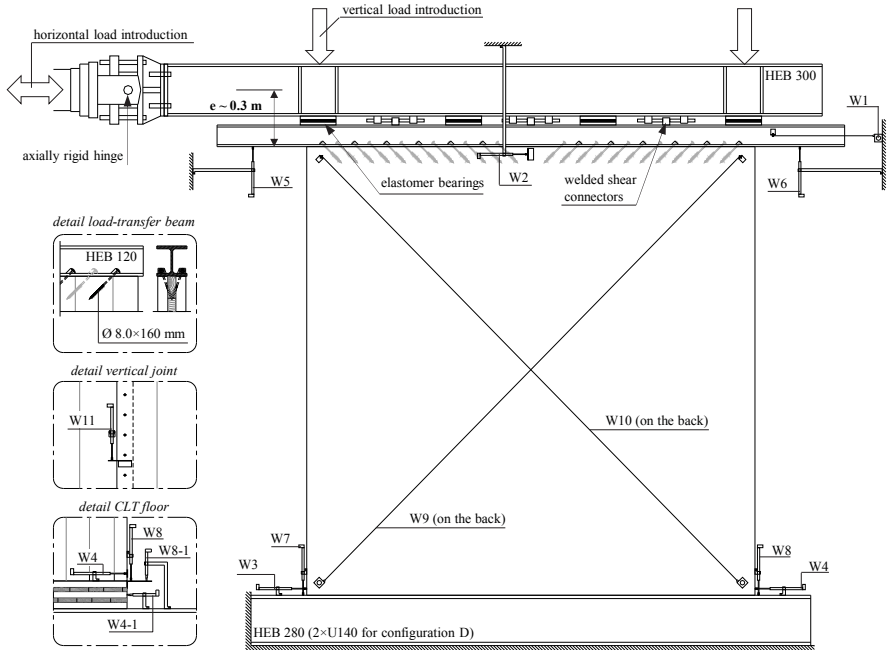 vertical load introduction
horizontal load introduction
HEB 300
e ~ 0.3 m
W1
axially rigid hinge
elastomer bearings
W2
welded shear
connectors
W5
W6
detail load-transfer beam
HEB 120
Ø 8.0×160 mm
detail vertical joint
W11
W10 (on the back)
W9 (on the back)
detail CLT floor
W8
W4
W8-1
W4-1
W7
W3
W8
W4
HEB 280 (2×U140 for configuration D)